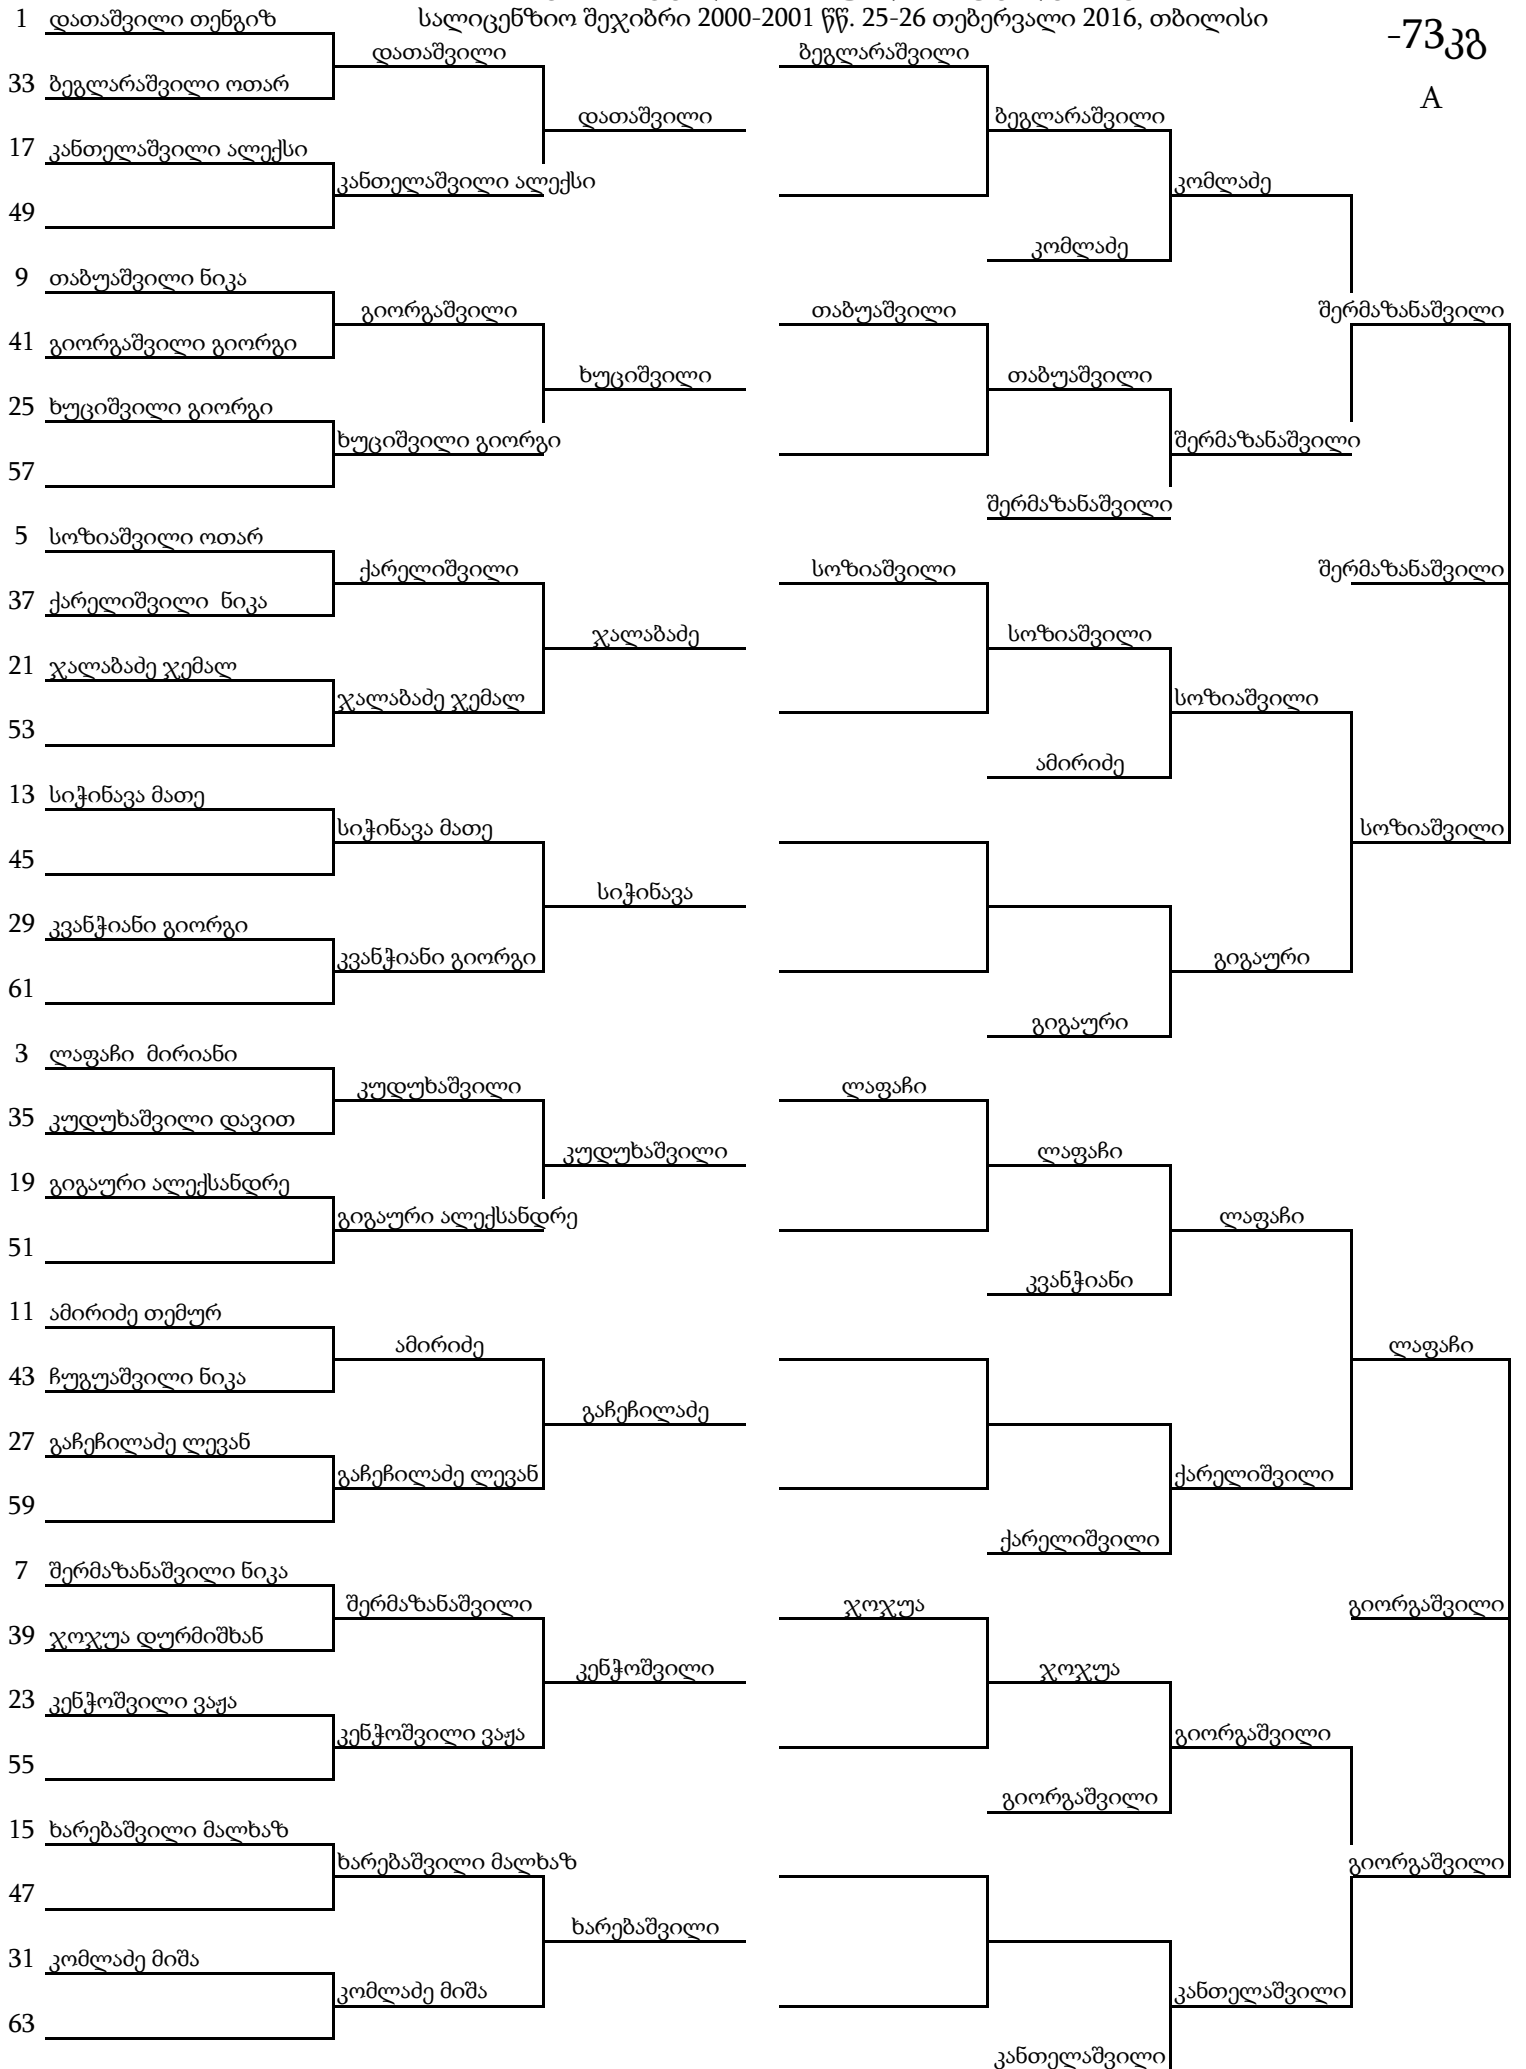 სალიცენზიო შეჯიბრი 2000-2001 წწ. 25-26 თებერვალი 2016, თბილისი
-73კგ
A
1 დათაშვილი თენგიზ
დათაშვილი
33 ბეგლარაშვილი ოთარ
დათაშვილი
17 კანთელაშვილი ალექსი
კანთელაშვილი ალექსი
49
9 თაბუაშვილი ნიკა
გიორგაშვილი
41 გიორგაშვილი გიორგი
ხუციშვილი
25 ხუციშვილი გიორგი
ხუციშვილი გიორგი
57
5 სოზიაშვილი ოთარ
ქარელიშვილი
37 ქარელიშვილი ნიკა
ჯალაბაძე
21 ჯალაბაძე ჯემალ
ჯალაბაძე ჯემალ
53
13 სიჭინავა მათე
სიჭინავა მათე
45
სიჭინავა
29 კვანჭიანი გიორგი
კვანჭიანი გიორგი
61
3 ლაფაჩი მირიანი
კუდუხაშვილი
35 კუდუხაშვილი დავით
კუდუხაშვილი
19 გიგაური ალექსანდრე
გიგაური ალექსანდრე
51
11 ამირიძე თემურ
ამირიძე
43 ჩუგუაშვილი ნიკა
გაჩეჩილაძე
27 გაჩეჩილაძე ლევან
გაჩეჩილაძე ლევან
59
7 შერმაზანაშვილი ნიკა
შერმაზანაშვილი
39 ჯოჯუა დურმიშხან
კენჭოშვილი
23 კენჭოშვილი ვაჟა
კენჭოშვილი ვაჟა
55
15 ხარებაშვილი მალხაზ
ხარებაშვილი მალხაზ
47
ხარებაშვილი
31 კომლაძე მიშა
კომლაძე მიშა
63
ბეგლარაშვილი
ბეგლარაშვილი
კომლაძე
კომლაძე
შერმაზანაშვილი
თაბუაშვილი
თაბუაშვილი
შერმაზანაშვილი
შერმაზანაშვილი
შერმაზანაშვილი
სოზიაშვილი
სოზიაშვილი
სოზიაშვილი
ამირიძე
სოზიაშვილი
გიგაური
გიგაური
ლაფაჩი
ლაფაჩი
ლაფაჩი
კვანჭიანი
ლაფაჩი
ქარელიშვილი
ქარელიშვილი
გიორგაშვილი
ჯოჯუა
ჯოჯუა
გიორგაშვილი
გიორგაშვილი
გიორგაშვილი
კანთელაშვილი
კანთელაშვილი